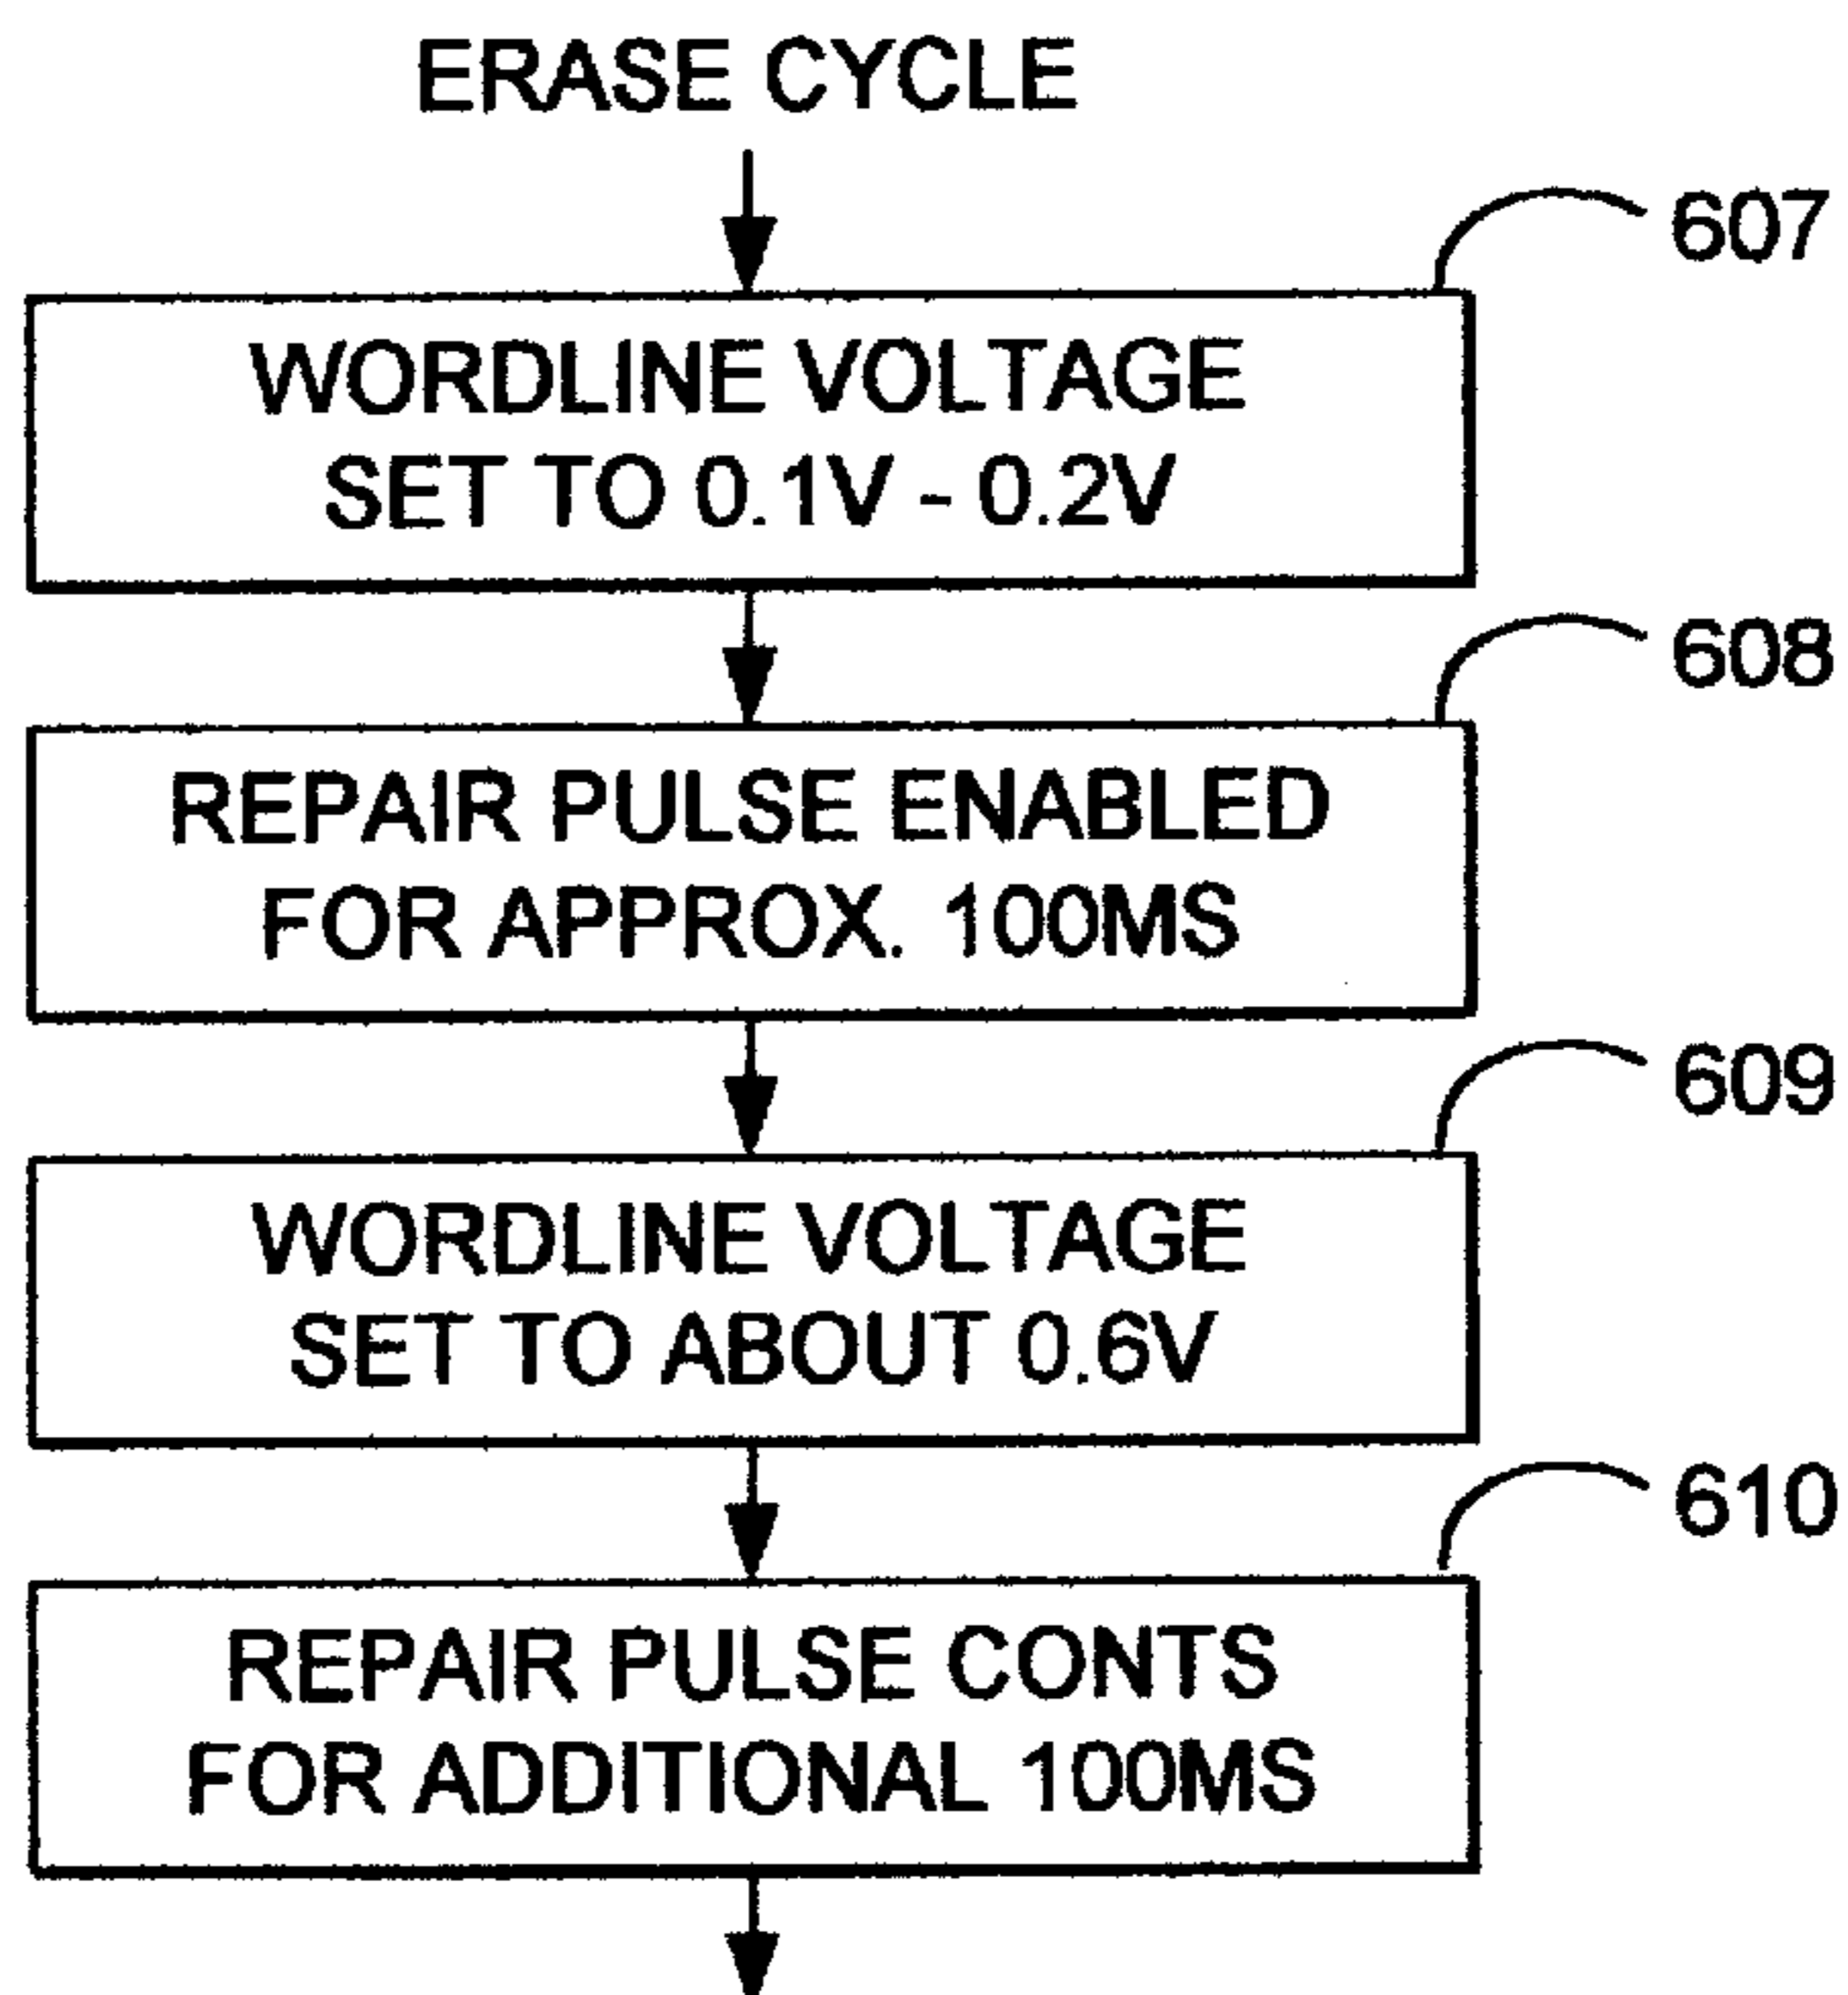 ERASE CYCLE
607
WORDLINE VOLTAGE
SET TO 0.1V - 0.2V
608
REPAIR PULSE ENABLED
FOR APPROX. 100MS
609
WORDLINE VOLTAGE
SET TO ABOUT 0.6V
610
REPAIR PULSE CONTS
FOR ADDITIONAL 100MS